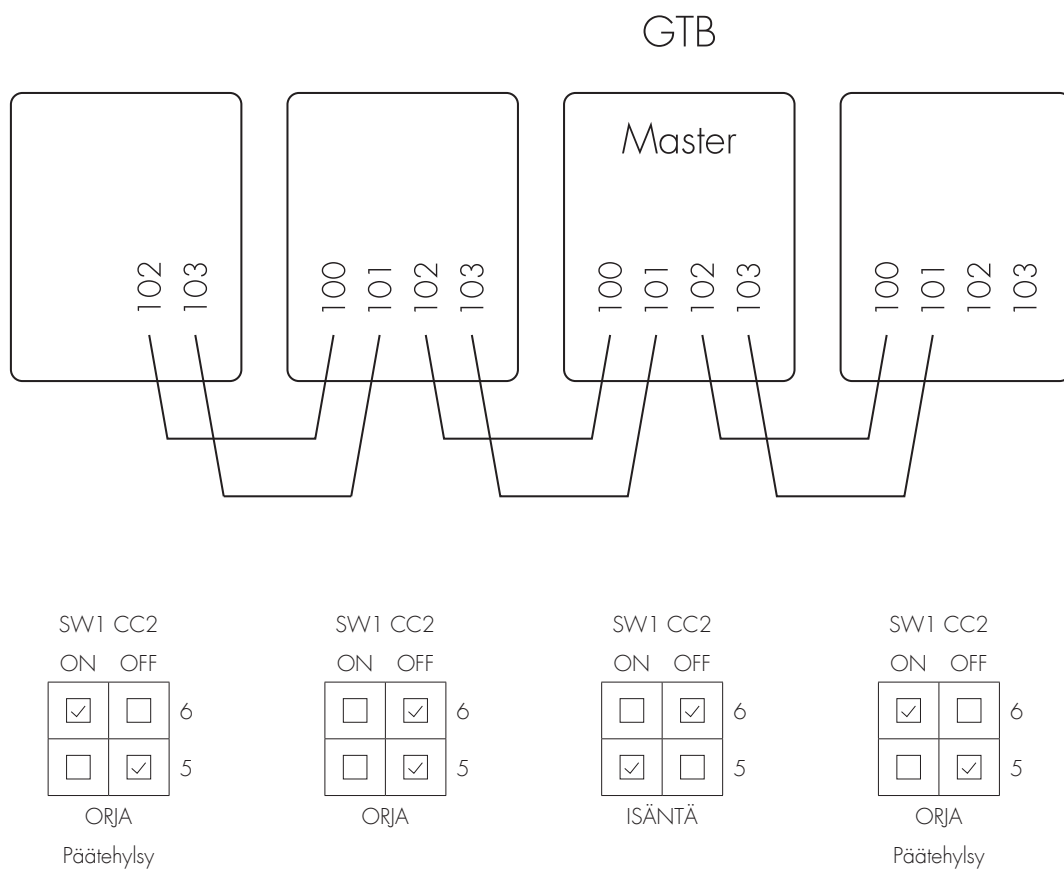 GTB
Master
102 103 100 101 102 103 100 101 102 103 100 101 102 103
SW1 CC2 SW1 CC2 SW1 CC2 SW1 CC2
ON OFF ON OFF ON OFF ON OFF
6 6 6 6
5 5 5 5
ORJA ORJA ISÄNTÄ ORJA
Päätehylsy Päätehylsy